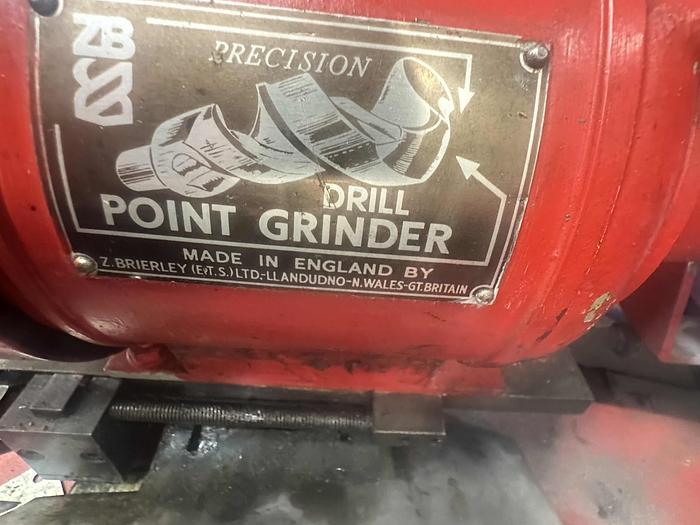 ZB
PRECISION
DRILL
POINT GRINDER
MADE IN ENGLAND BY
Z. BRIERLEY (E&T.S.) LTD.-LLANDUDNO-N.WALES-GT.BRITAIN